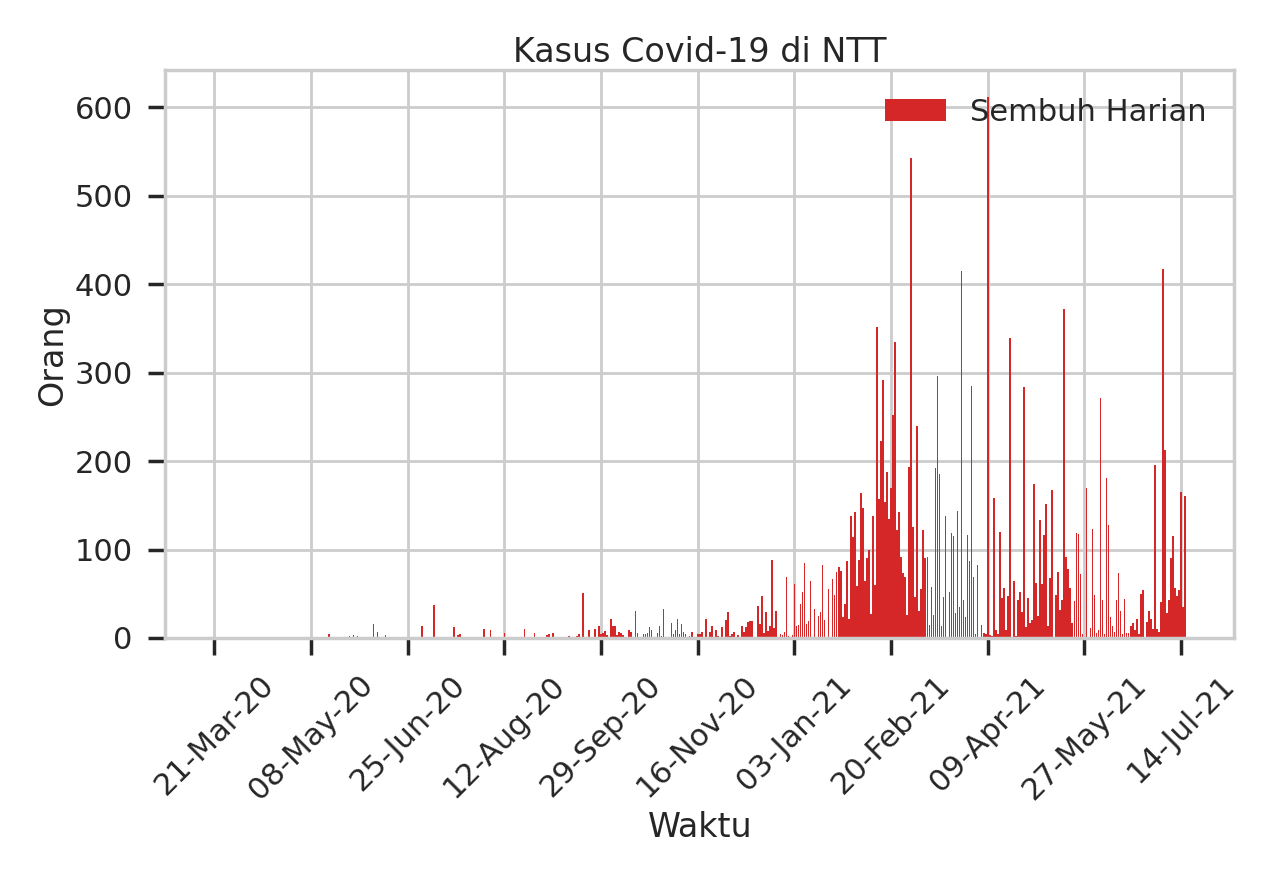 Kasus Covid-19 di NTT
Sembuh Harian
Orang
600
500
400
300
200
100
0
21-Mar-20
08-May-20
25-Jun-20
12-Aug-20
29-Sep-20
16-Nov-20
03-Jan-21
20-Feb-21
09-Apr-21
27-May-21
14-Jul-21
Waktu